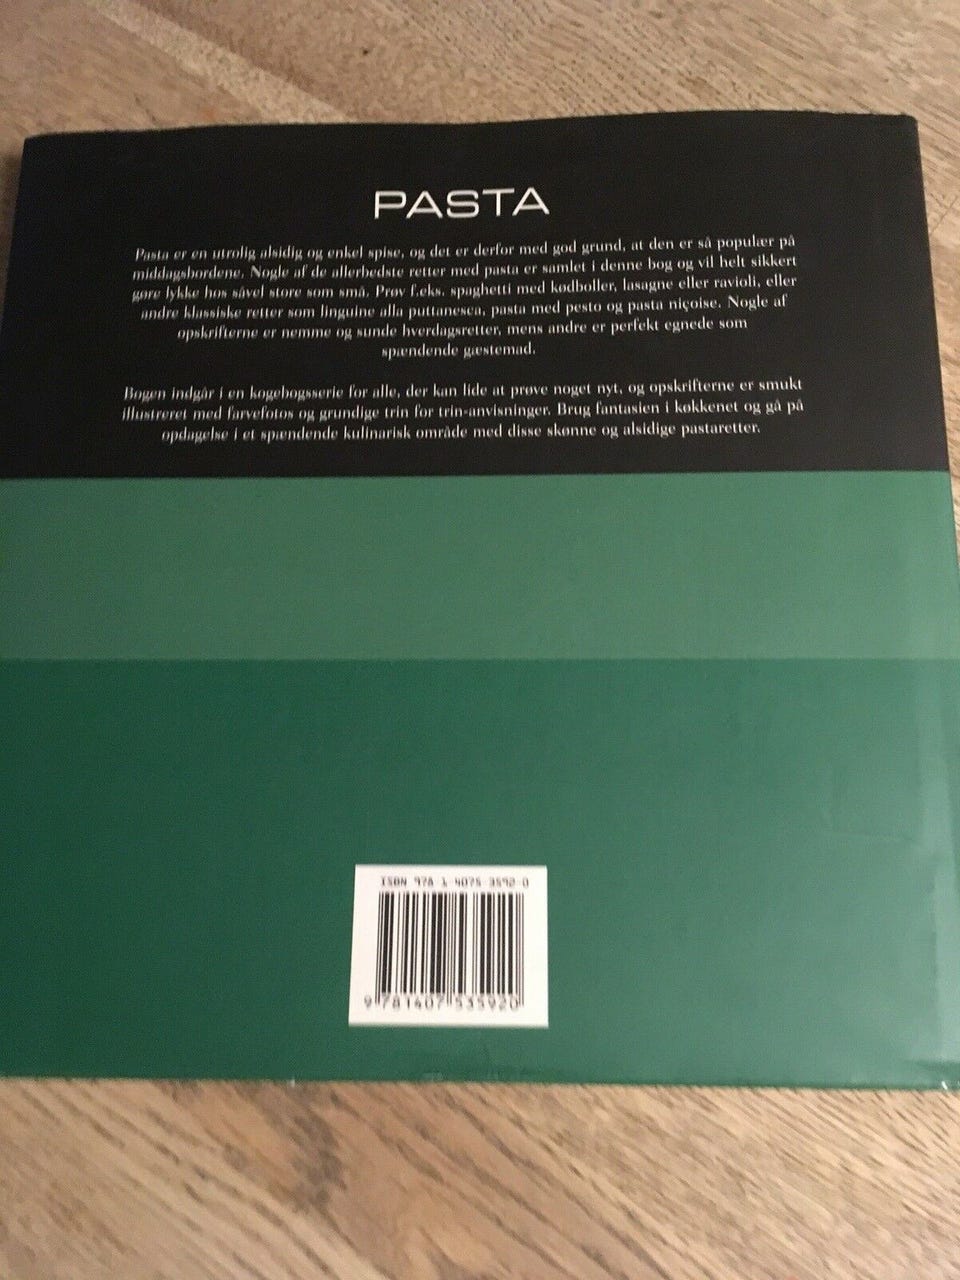 PASTA
Pasta er en utrolig alsidig og enkel spise, og det er derfor med god grund, at den er så populær på
middagsbordene. Nogle af de allerbedste retter med pasta er samlet i denne bog og vil helt sikkert
gøre lykke hos såvel store som små. Prøv f.eks. spaghetti med kødboller, lasagne eller ravioli, eller
andre klassiske retter som linguine alla puttanesca, pasta med pesto og pasta niçoise. Nogle af
opskrifterne er nemme og sunde hverdagsretter, mens andre er perfekt egnede som
spændende gæstemad.
Bogen indgår i en kogebogsserie for alle, der kan lide at prøve noget nyt, og opskrifterne er smukt
illustreret med farvefotos og grundige trin for trin-anvisninger. Brug fantasien i køkkenet og gå på
opdagelse i et spændende kulinarisk område med disse skønne og alsidige pastaretter.
ISBN 978 1 4075 3592 0
9 781407 535920